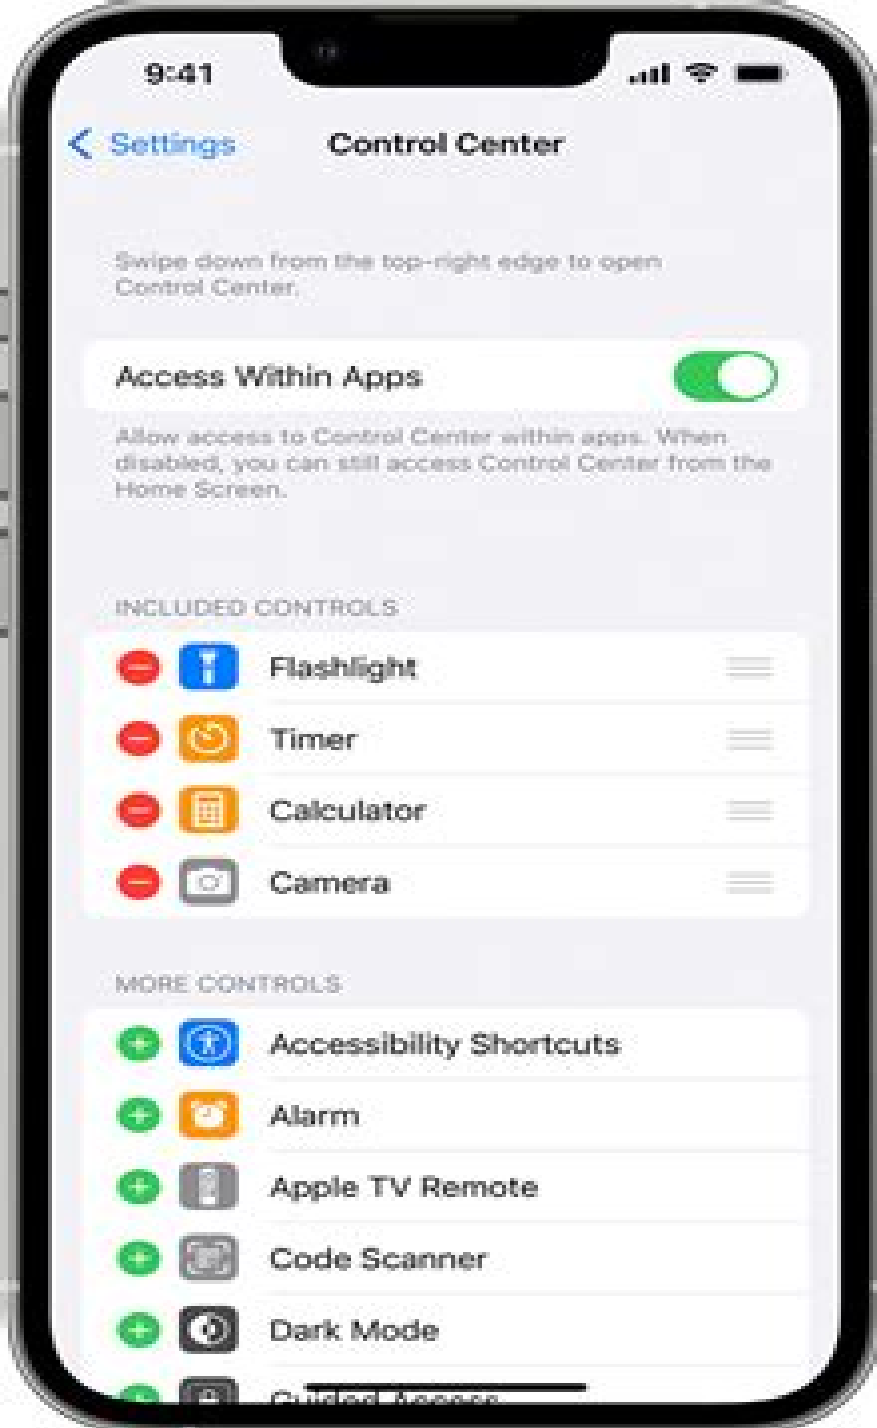 9:41
Settings
Control Center
Swipe down from the top-right edge to open
Control Center.
Access Within Apps
Allow access to Control Center within apps. When
disabled, you can still access Control Center from the
Home Screen.
INCLUDED CONTROLS
Flashlight
Timer
Calculator
Camera
MORE CONTROLS
Accessibility Shortcuts
Alarm
Apple TV Remote
Code Scanner
Dark Mode
Guided Access